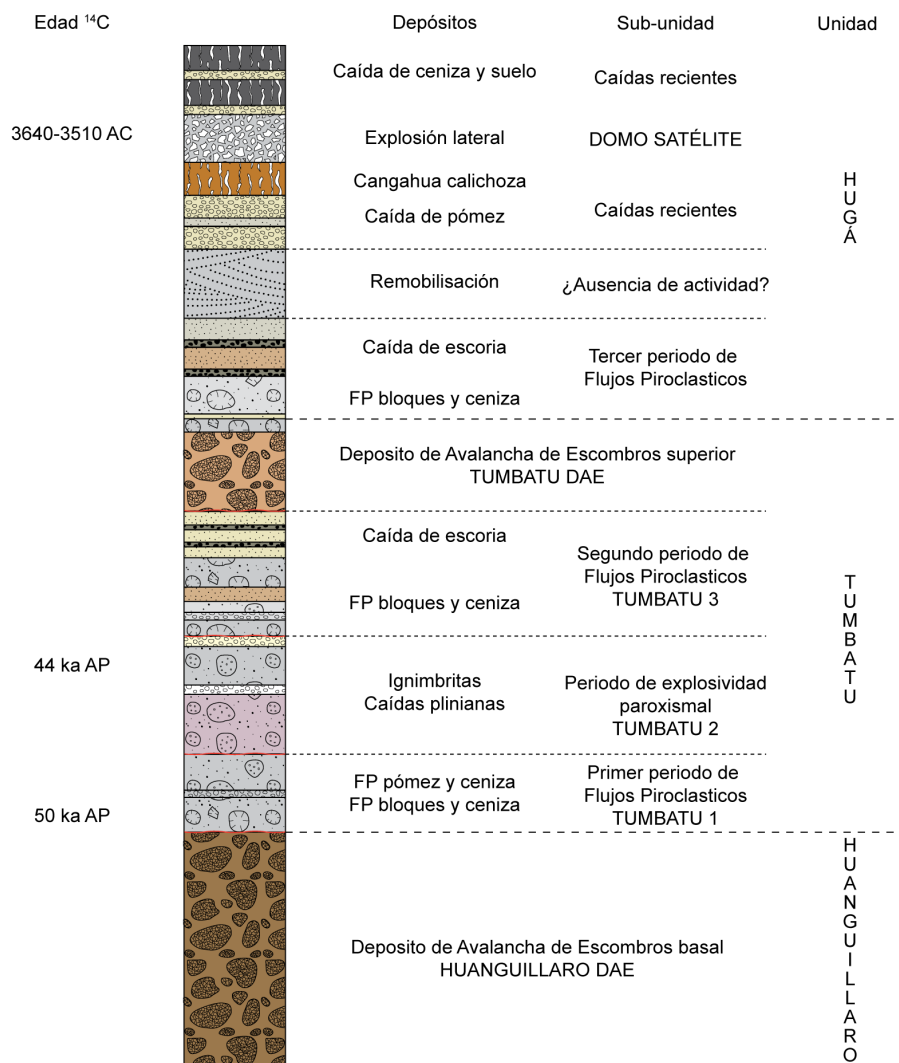 Edad ¹⁴C
Depósitos
Sub-unidad
Unidad
Caída de ceniza y suelo
Caídas recientes
3640-3510 AC
Explosión lateral
DOMO SATÉLITE
Cangahua calichoza
Caída de pómez
Caídas recientes
HUGÁ
Remobilisación
¿Ausencia de actividad?
Caída de escoria
FP bloques y ceniza
Tercer periodo de
Flujos Piroclasticos
Deposito de Avalancha de Escombros superior
TUMBATU DAE
Caída de escoria
FP bloques y ceniza
Segundo periodo de
Flujos Piroclasticos
TUMBATU 3
TUMBATU
44 ka AP
Ignimbritas
Caídas plinianas
Periodo de explosividad
paroxismal
TUMBATU 2
50 ka AP
FP pómez y ceniza
FP bloques y ceniza
Primer periodo de
Flujos Piroclasticos
TUMBATU 1
Deposito de Avalancha de Escombros basal
HUANGUILLARO DAE
HUANGUILLARO